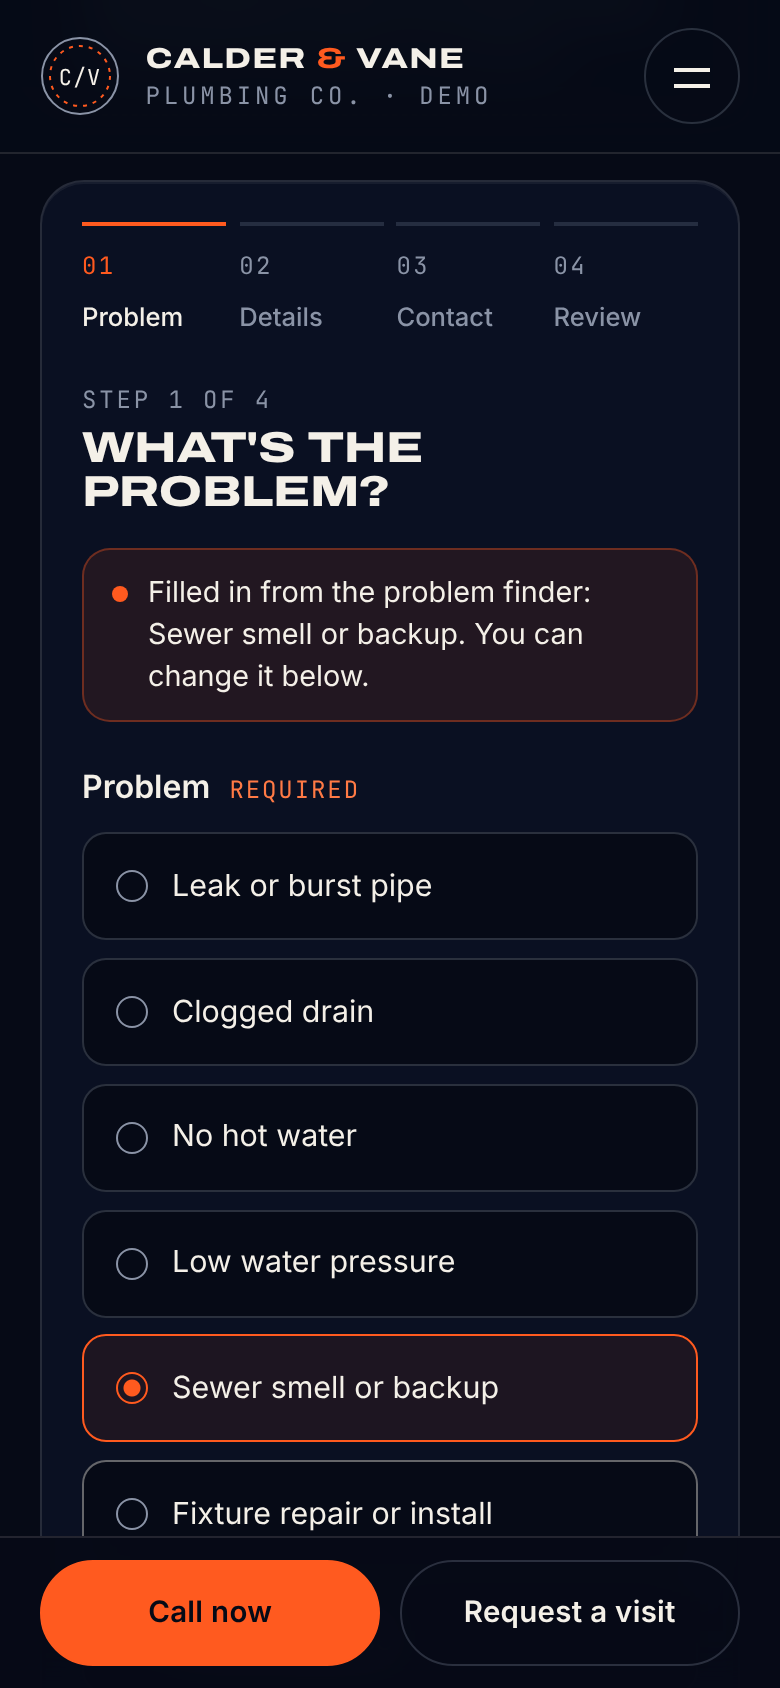 C/V
CALDER & VANE
PLUMBING CO. · DEMO
01
02
03
04
Problem
Details
Contact
Review
STEP 1 OF 4
WHAT'S THE
PROBLEM?
Filled in from the problem finder:
Sewer smell or backup. You can
change it below.
Problem REQUIRED
Leak or burst pipe
Clogged drain
No hot water
Low water pressure
Sewer smell or backup
Fixture repair or install
Call now
Request a visit